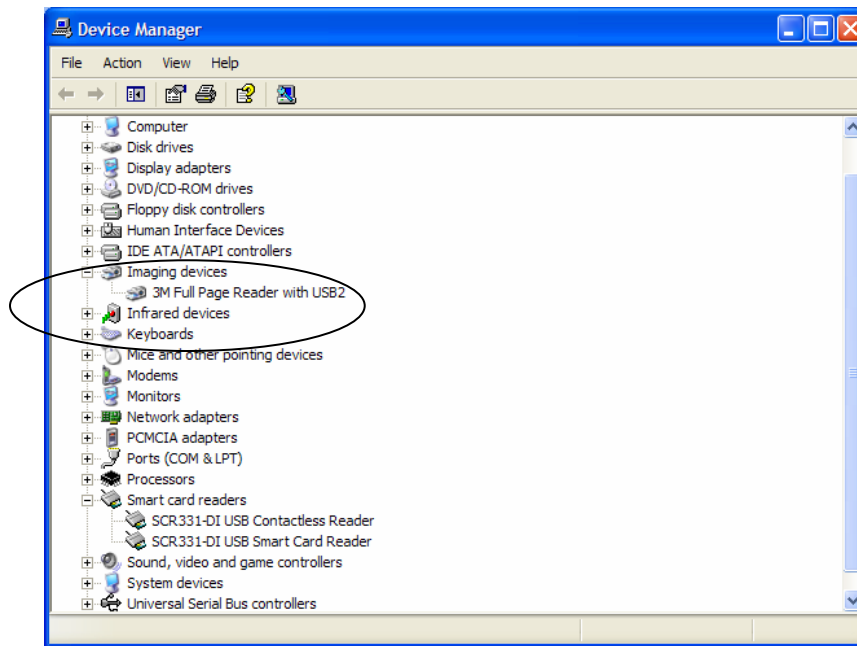 Device Manager
File Action View Help
Computer
Disk drives
Display adapters
DVD/CD-ROM drives
Floppy disk controllers
Human Interface Devices
IDE ATA/ATAPI controllers
Imaging devices
3M Full Page Reader with USB2
Infrared devices
Keyboards
Mice and other pointing devices
Modems
Monitors
Network adapters
PCMCIA adapters
Ports (COM & LPT)
Processors
Smart card readers
SCR331-DI USB Contactless Reader
SCR331-DI USB Smart Card Reader
Sound, video and game controllers
System devices
Universal Serial Bus controllers